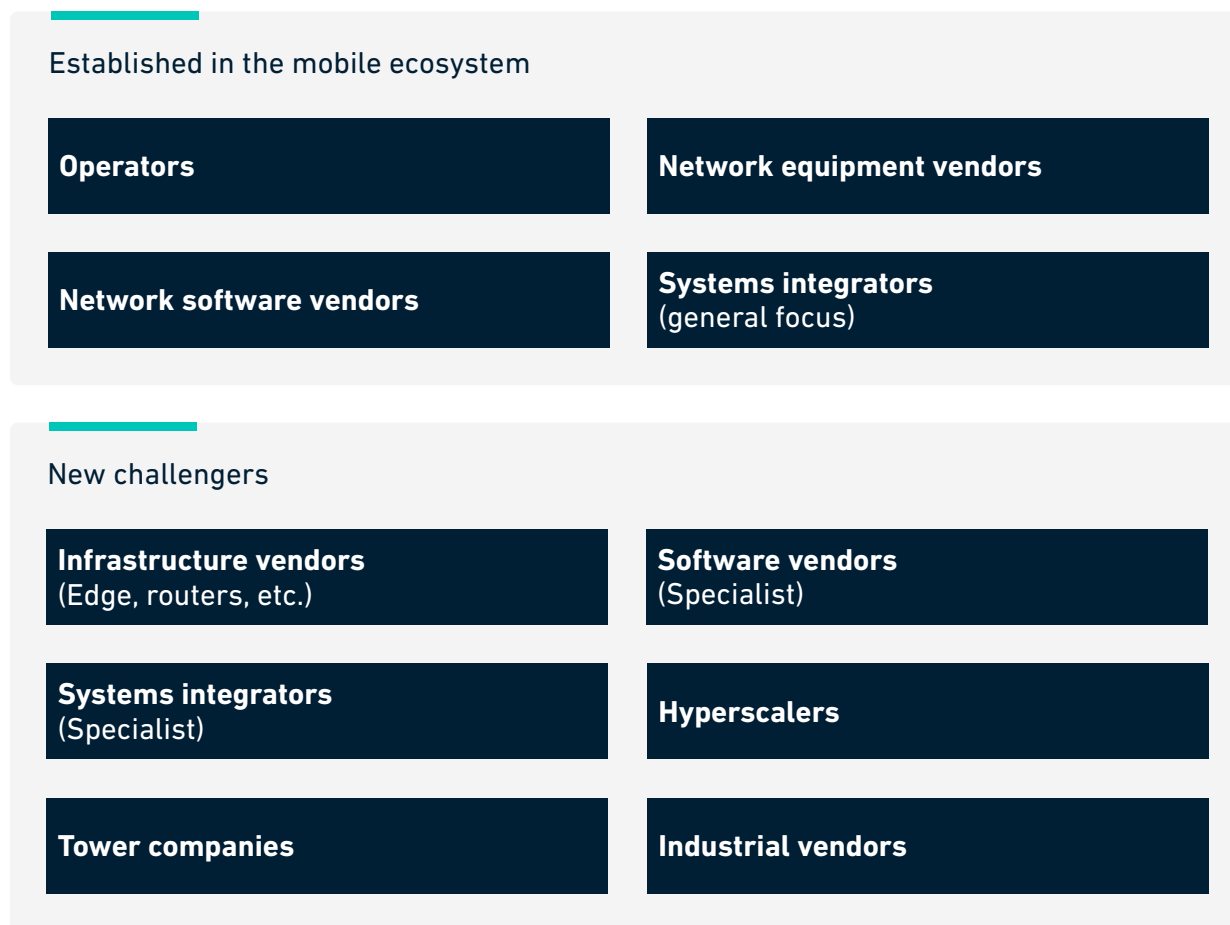 Established in the mobile ecosystem
Operators
Network equipment vendors
Network software vendors
Systems integrators
(general focus)
New challengers
Infrastructure vendors
(Edge, routers, etc.)
Software vendors
(Specialist)
Systems integrators
(Specialist)
Hyperscalers
Tower companies
Industrial vendors